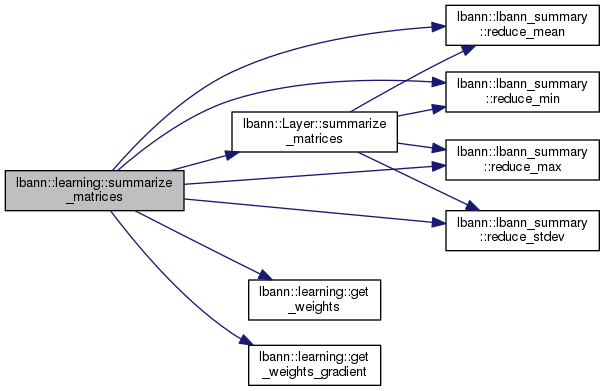 lbann::lbann_summary
::reduce_mean
lbann::lbann_summary
::reduce_min
lbann::Layer::summarize
_matrices
lbann::lbann_summary
::reduce_max
lbann::learning::summarize
_matrices
lbann::lbann_summary
::reduce_stdev
lbann::learning::get
_weights
lbann::learning::get
_weights_gradient